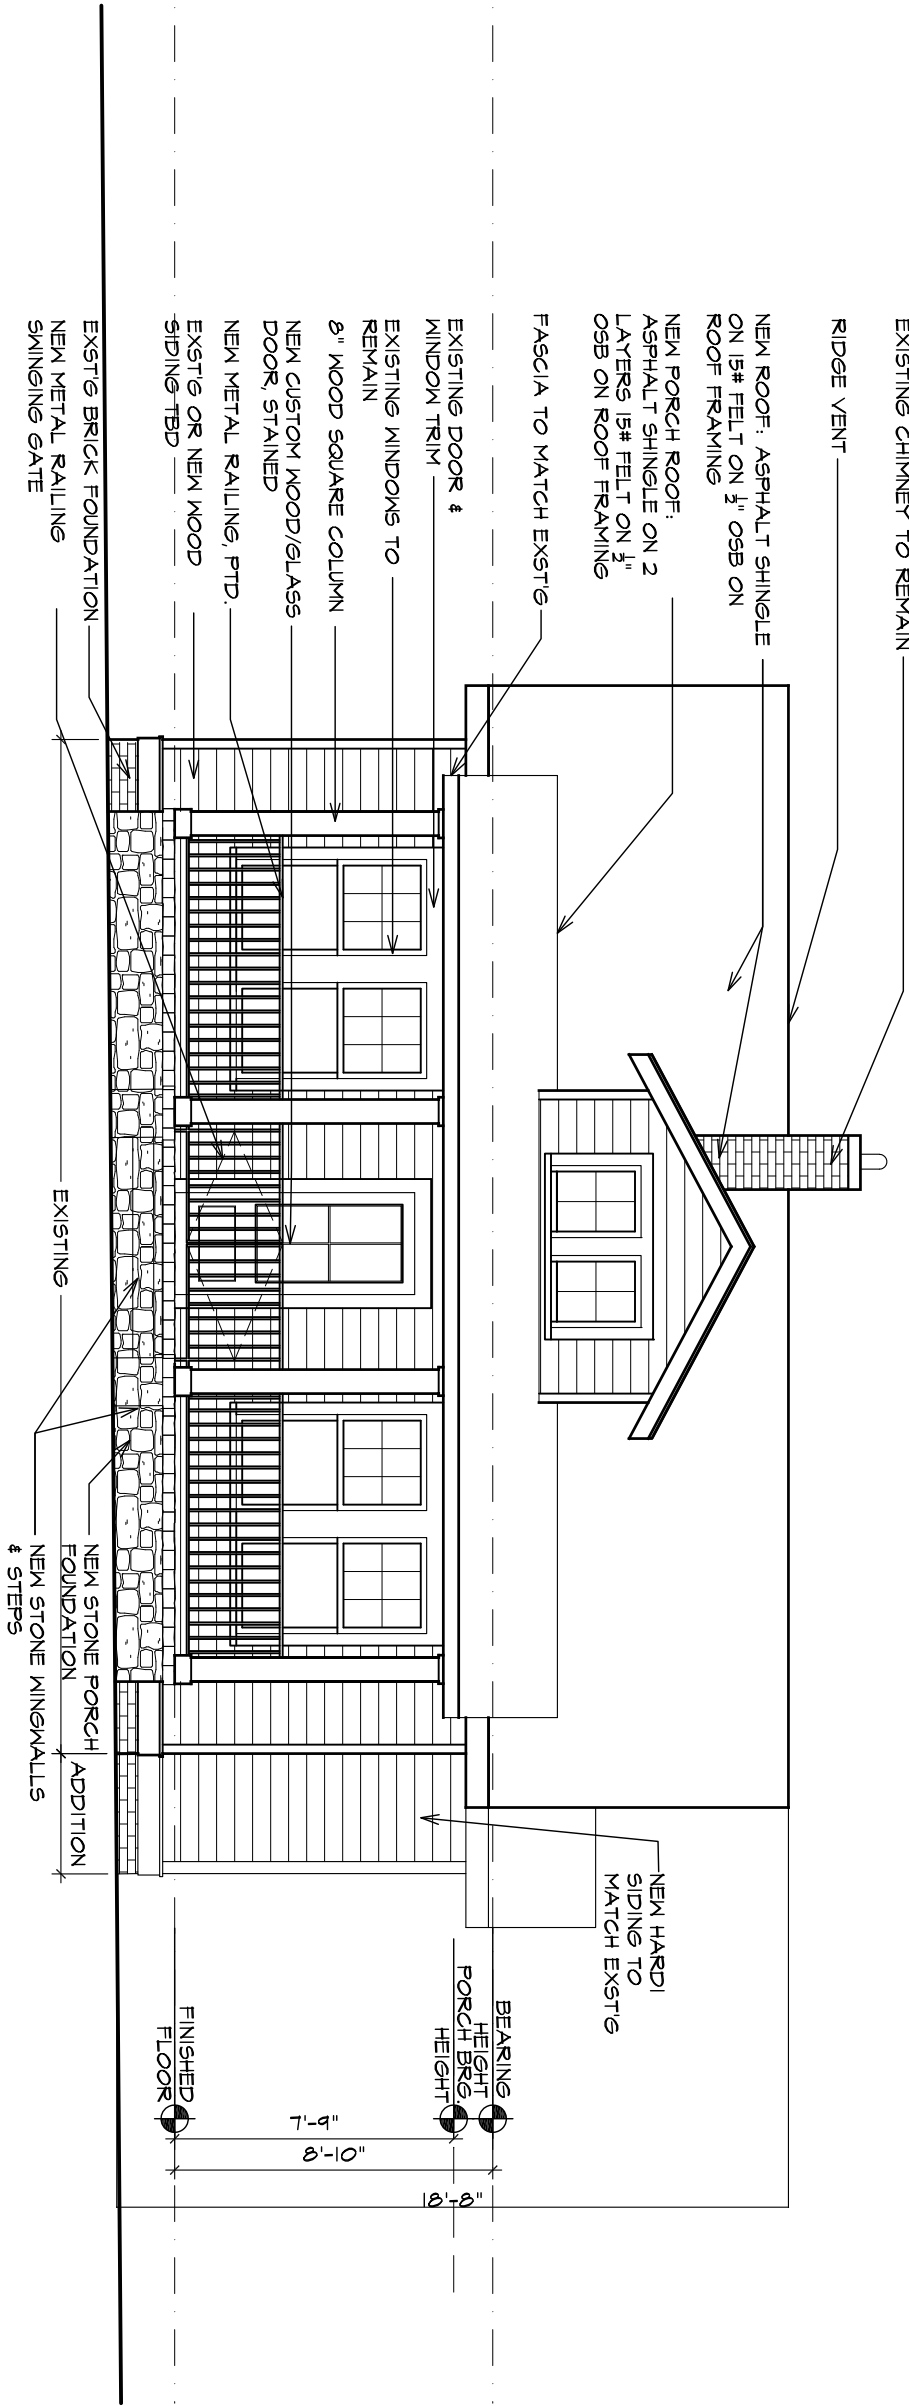 EXISTING CHIMNEY TO REMAIN
RIDGE VENT
NEW ROOF: ASPHALT SHINGLE
ON 15# FELT ON ½" OSB ON
ROOF FRAMING
NEW PORCH ROOF:
ASPHALT SHINGLE ON 2
LAYERS 15# FELT ON ½"
OSB ON ROOF FRAMING
FASCIA TO MATCH EXST'G
EXISTING DOOR &
WINDOW TRIM
EXISTING WINDOWS TO
REMAIN
8" WOOD SQUARE COLUMN
NEW CUSTOM WOOD/GLASS
DOOR, STAINED
NEW METAL RAILING, PTD.
EXST'G OR NEW WOOD
SIDING TBD
EXST'G BRICK FOUNDATION
NEW METAL RAILING
SWINGING GATE
EXISTING
NEW STONE PORCH
FOUNDATION
NEW STONE WINGWALLS
& STEPS
ADDITION
NEW HARDI
SIDING TO
MATCH EXST'G
BEARING
HEIGHT
PORCH BRG.
HEIGHT
FINISHED
FLOOR
7'-9"
8'-10"
18'-8"